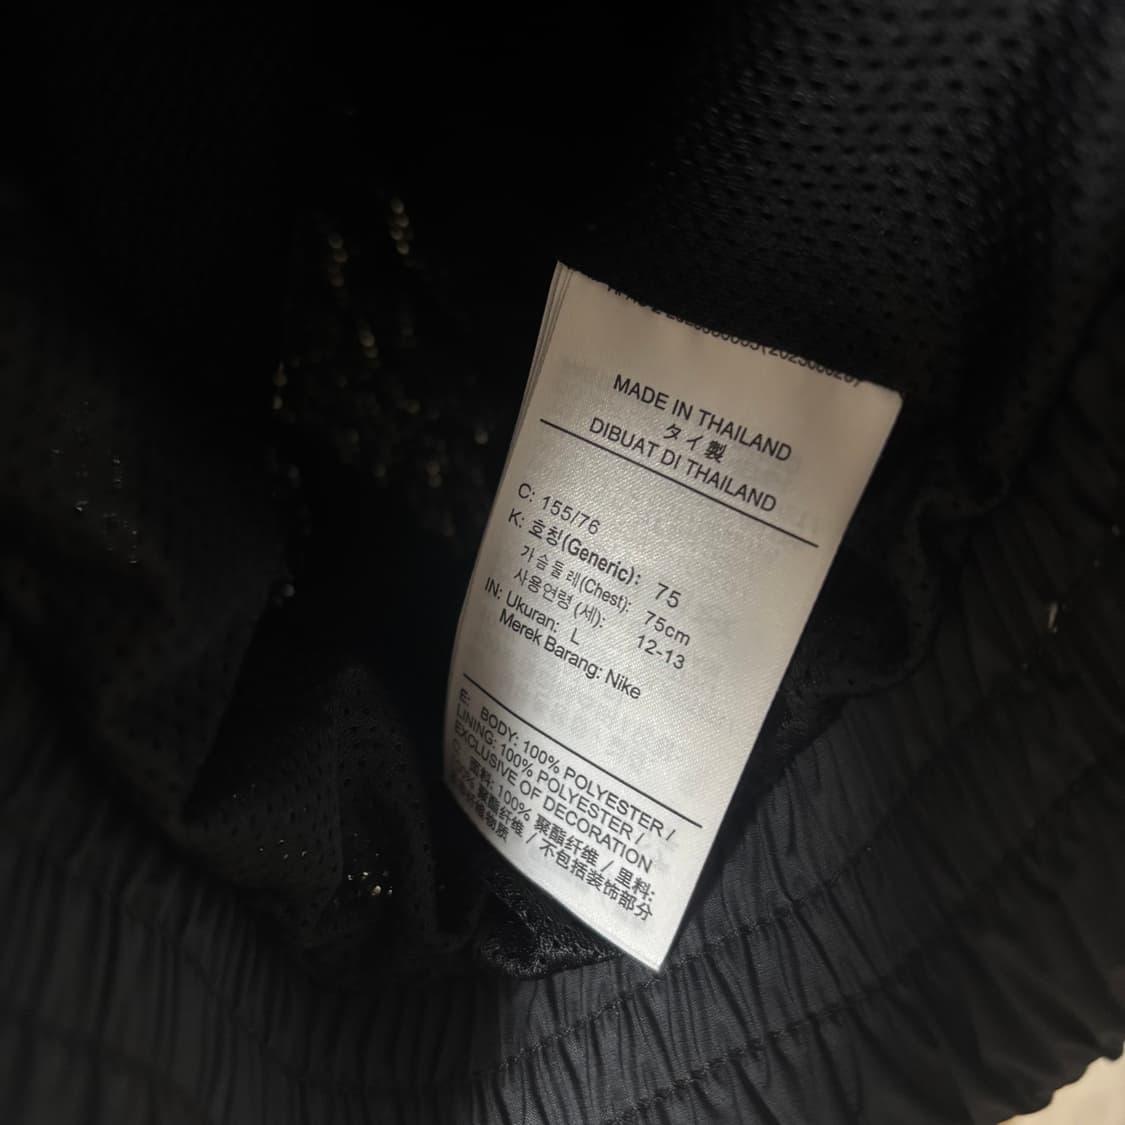 MADE IN THAILAND
タイ製
DIBUAT DI THAILAND
C: 155/76
K: 호칭(Generic): 75
가슴둘레(Chest): 75cm
사용연령 (세): 12-13
IN: Ukuran: L
Merek Barang: Nike
E: BODY: 100% POLYESTER /
LINING: 100% POLYESTER /
EXCLUSIVE OF DECORATION
C: 面料: 100% 聚酯纤维 / 里料:
聚酯纤维 / 不包括装饰部分